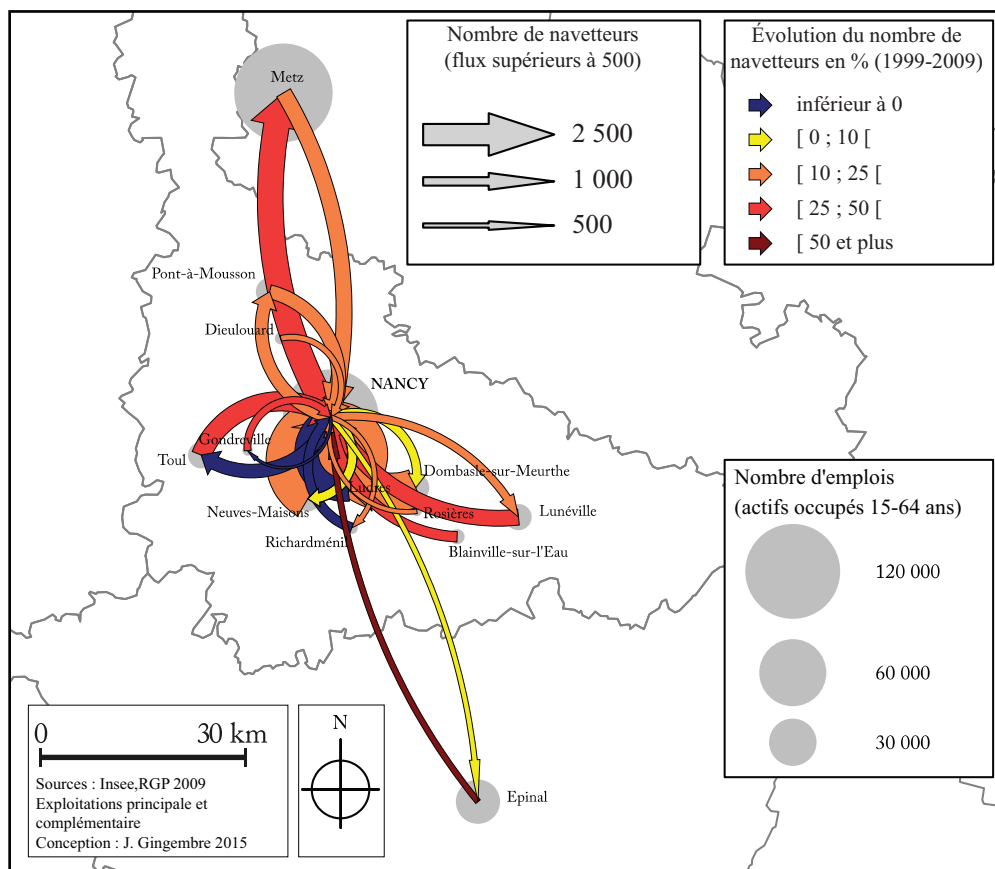 Nombre de navetteurs
(flux supérieurs à 500)
2 500
1 000
500
Évolution du nombre de
navetteurs en % (1999-2009)
inférieur à 0
[ 0 ; 10 [
[ 10 ; 25 [
[ 25 ; 50 [
[ 50 et plus
Metz
Pont-à-Mousson
Dieulouard
NANCY
Gondreville
Toul
Dombasle-sur-Meurthe
Ludres
Neuves-Maisons
Rosières
Lunéville
Richardménil
Blainville-sur-l'Eau
Epinal
Nombre d'emplois
(actifs occupés 15-64 ans)
120 000
60 000
30 000
0 30 km
Sources : Insee,RGP 2009
Exploitations principale et
complémentaire
Conception : J. Gingembre 2015
N